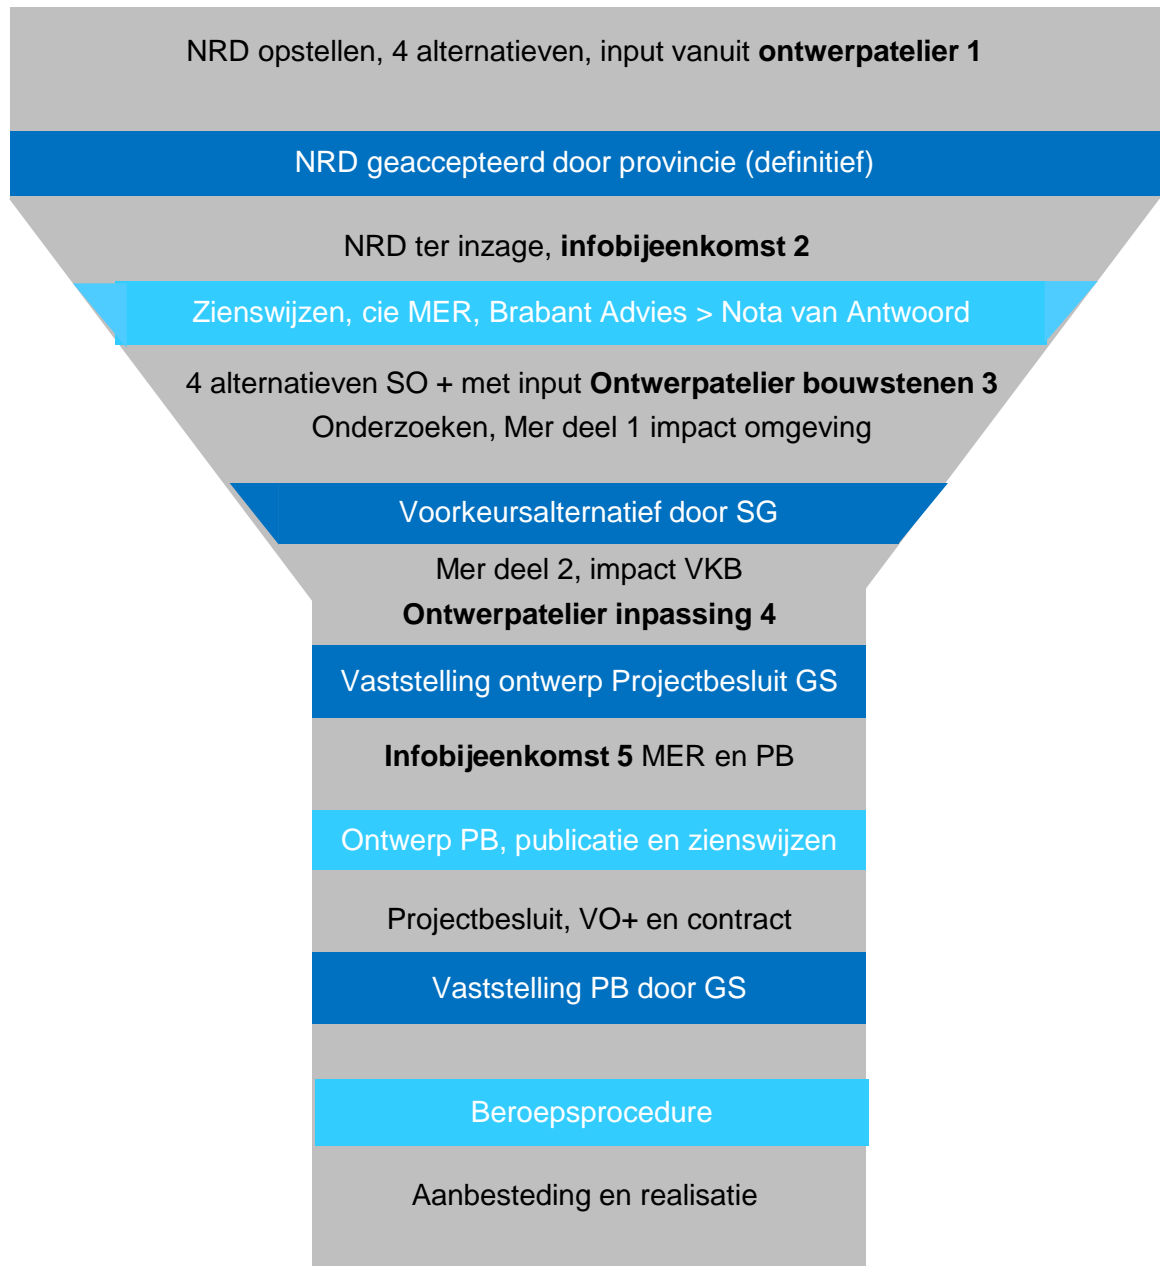 NRD opstellen, 4 alternatieven, input vanuit ontwerpatelier 1
NRD geaccepteerd door provincie (definitief)
NRD ter inzage, infobijeenkomst 2
Zienswijzen, cie MER, Brabant Advies > Nota van Antwoord
4 alternatieven SO + met input Ontwerpatelier bouwstenen 3
Onderzoeken, Mer deel 1 impact omgeving
Voorkeursalternatief door SG
Mer deel 2, impact VKB
Ontwerpatelier inpassing 4
Vaststelling ontwerp Projectbesluit GS
Infobijeenkomst 5 MER en PB
Ontwerp PB, publicatie en zienswijzen
Projectbesluit, VO+ en contract
Vaststelling PB door GS
Beroepsprocedure
Aanbesteding en realisatie